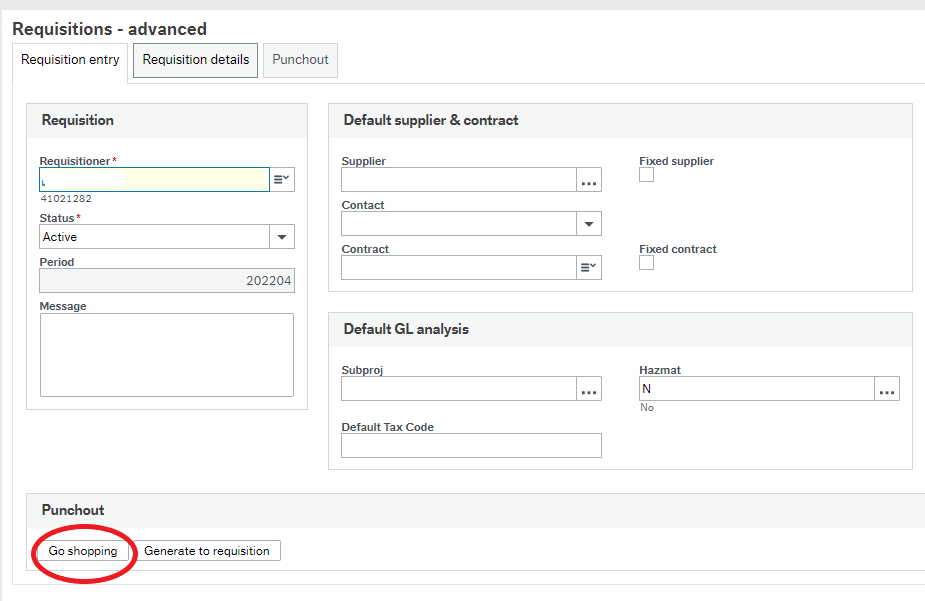 Requisitions - advanced
Requisition entry
Requisition details
Punchout
Requisition
Requisitioner *
41021282
Status *
Active
Period
202204
Message
Default supplier & contract
Supplier
...
Fixed supplier
Contact
Contract
Fixed contract
Default GL analysis
Subproj
...
Hazmat
N
...
No
Default Tax Code
Punchout
Go shopping
Generate to requisition